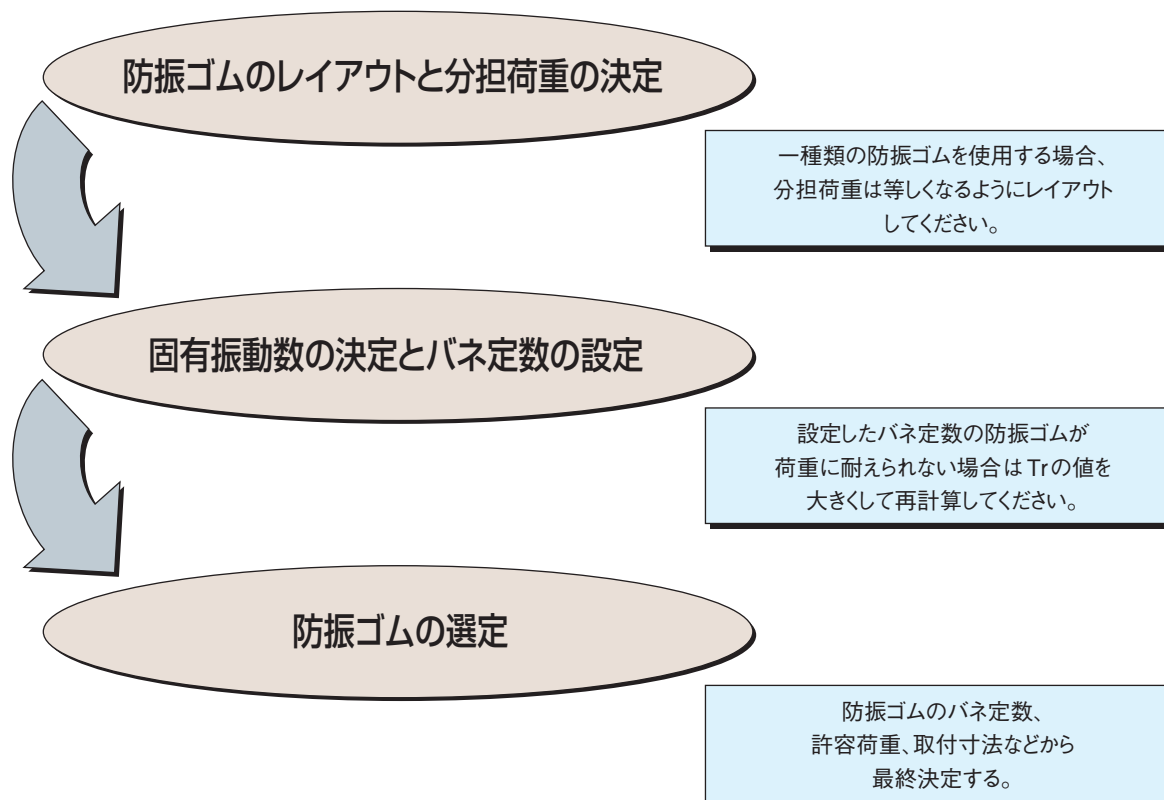 防振ゴムのレイアウトと分担荷重の決定
一種類の防振ゴムを使用する場合、
分担荷重は等しくなるようにレイアウト
してください。
固有振動数の決定とバネ定数の設定
設定したバネ定数の防振ゴムが
荷重に耐えられない場合はTrの値を
大きくして再計算してください。
防振ゴムの選定
防振ゴムのバネ定数、
許容荷重、取付寸法などから
最終決定する。